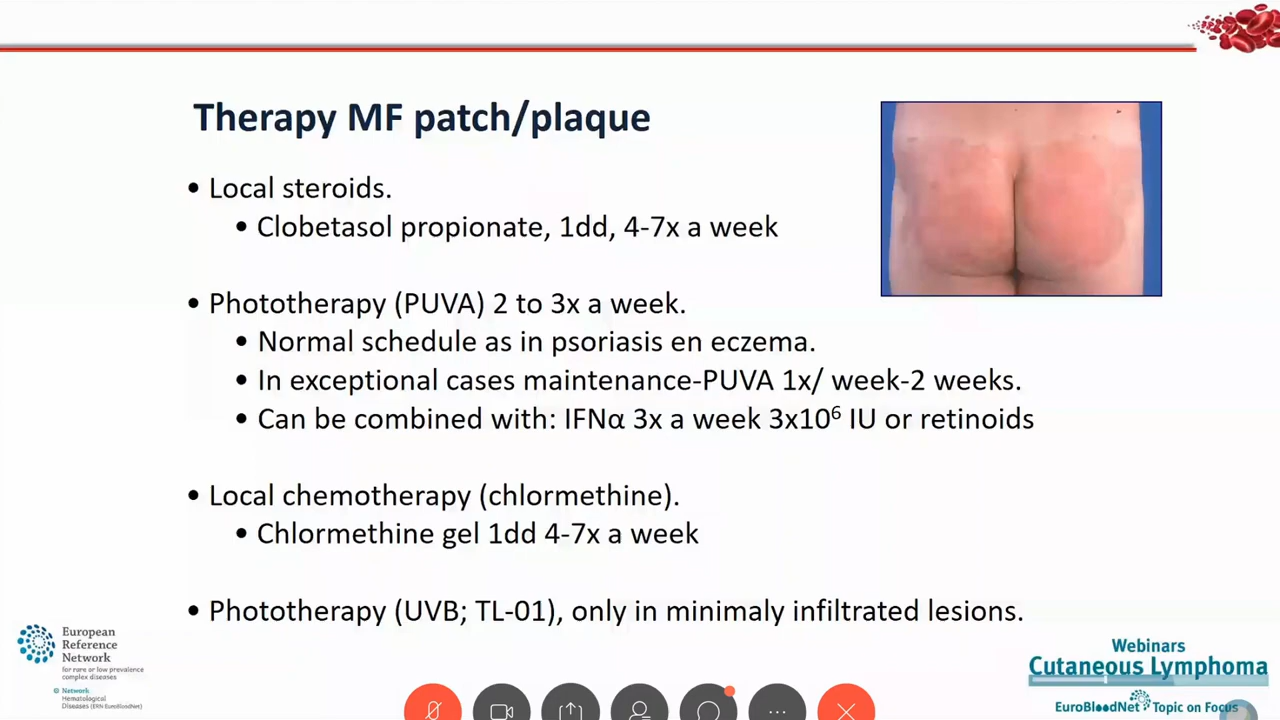 Therapy MF patch/plaque
• Local steroids.
• Clobetasol propionate, 1dd, 4-7x a week
• Phototherapy (PUVA) 2 to 3x a week.
• Normal schedule as in psoriasis en eczema.
• In exceptional cases maintenance-PUVA 1x/ week-2 weeks.
• Can be combined with: IFNα 3x a week 3x10⁶ IU or retinoids
• Local chemotherapy (chlormethine).
• Chlormethine gel 1dd 4-7x a week
• Phototherapy (UVB; TL-01), only in minimaly infiltrated lesions.
European
Reference
Network
for rare or low prevalence
complex diseases
Network
Hematological
Diseases (ERN EuroBloodNet)
Webinars
Cutaneous Lymphoma
EuroBloodNet Topic on Focus